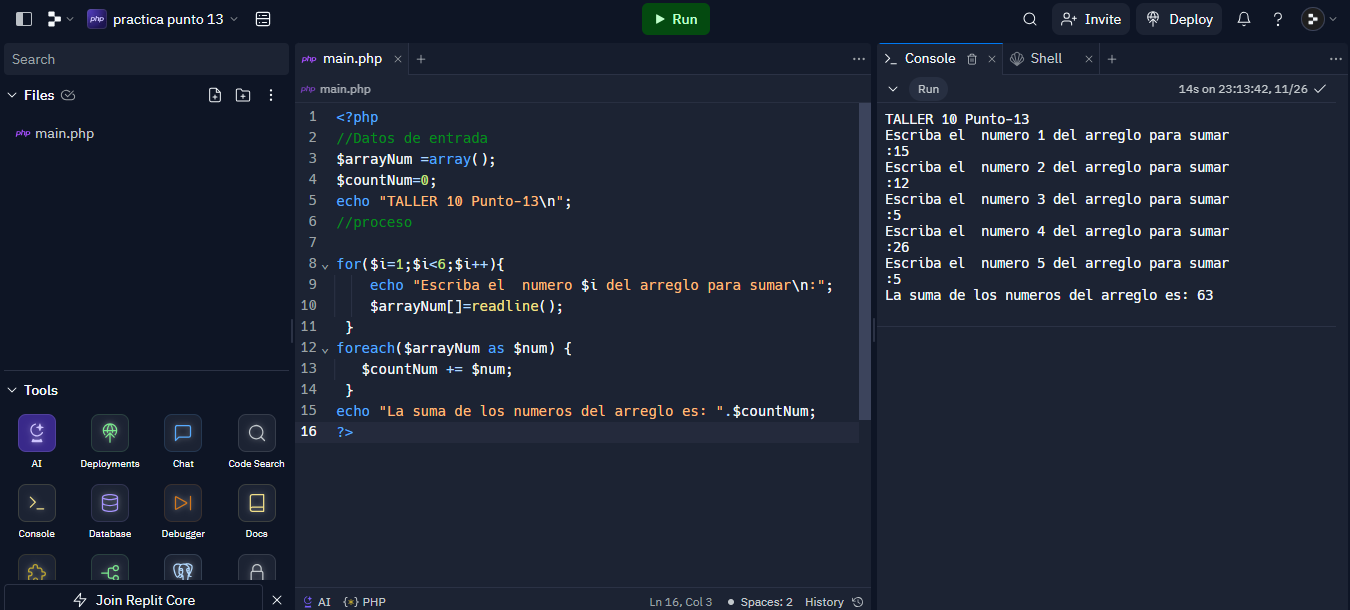 php practica punto 13
Run
Invite
Deploy
?
Search
Files
php main.php
Tools
AI
Deployments
Chat
Code Search
Console
Database
Debugger
Docs
Join Replit Core
php main.php
php main.php
1 <?php
2 //Datos de entrada
3 $arrayNum =array();
4 $countNum=0;
5 echo "TALLER 10 Punto-13\n";
6 //proceso
7
8 for($i=1;$i<6;$i++){
9     echo "Escriba el  numero $i del arreglo para sumar\n:";
10     $arrayNum[]=readline();
11  }
12 foreach($arrayNum as $num) {
13    $countNum += $num;
14  }
15 echo "La suma de los numeros del arreglo es: ".$countNum;
16 ?>
AI
PHP
Ln 16, Col 3
Spaces: 2
History
Console
Shell
Run
14s on 23:13:42, 11/26
TALLER 10 Punto-13
Escriba el  numero 1 del arreglo para sumar
:15
Escriba el  numero 2 del arreglo para sumar
:12
Escriba el  numero 3 del arreglo para sumar
:5
Escriba el  numero 4 del arreglo para sumar
:26
Escriba el  numero 5 del arreglo para sumar
:5
La suma de los numeros del arreglo es: 63